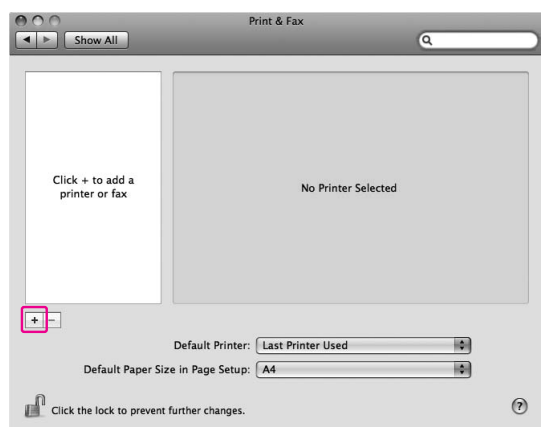 Print & Fax
Show All
Click + to add a
printer or fax
No Printer Selected
+ −
Default Printer: Last Printer Used
Default Paper Size in Page Setup: A4
Click the lock to prevent further changes.
?